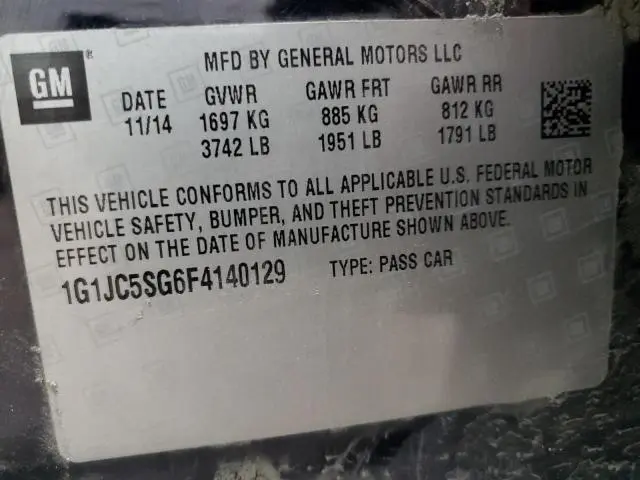 GM ®
MFD BY GENERAL MOTORS LLC
DATE GVWR GAWR FRT GAWR RR
11/14 1697 KG 885 KG 812 KG
3742 LB 1951 LB 1791 LB
THIS VEHICLE CONFORMS TO ALL APPLICABLE U.S. FEDERAL MOTOR
VEHICLE SAFETY, BUMPER, AND THEFT PREVENTION STANDARDS IN
EFFECT ON THE DATE OF MANUFACTURE SHOWN ABOVE.
1G1JC5SG6F4140129 TYPE: PASS CAR